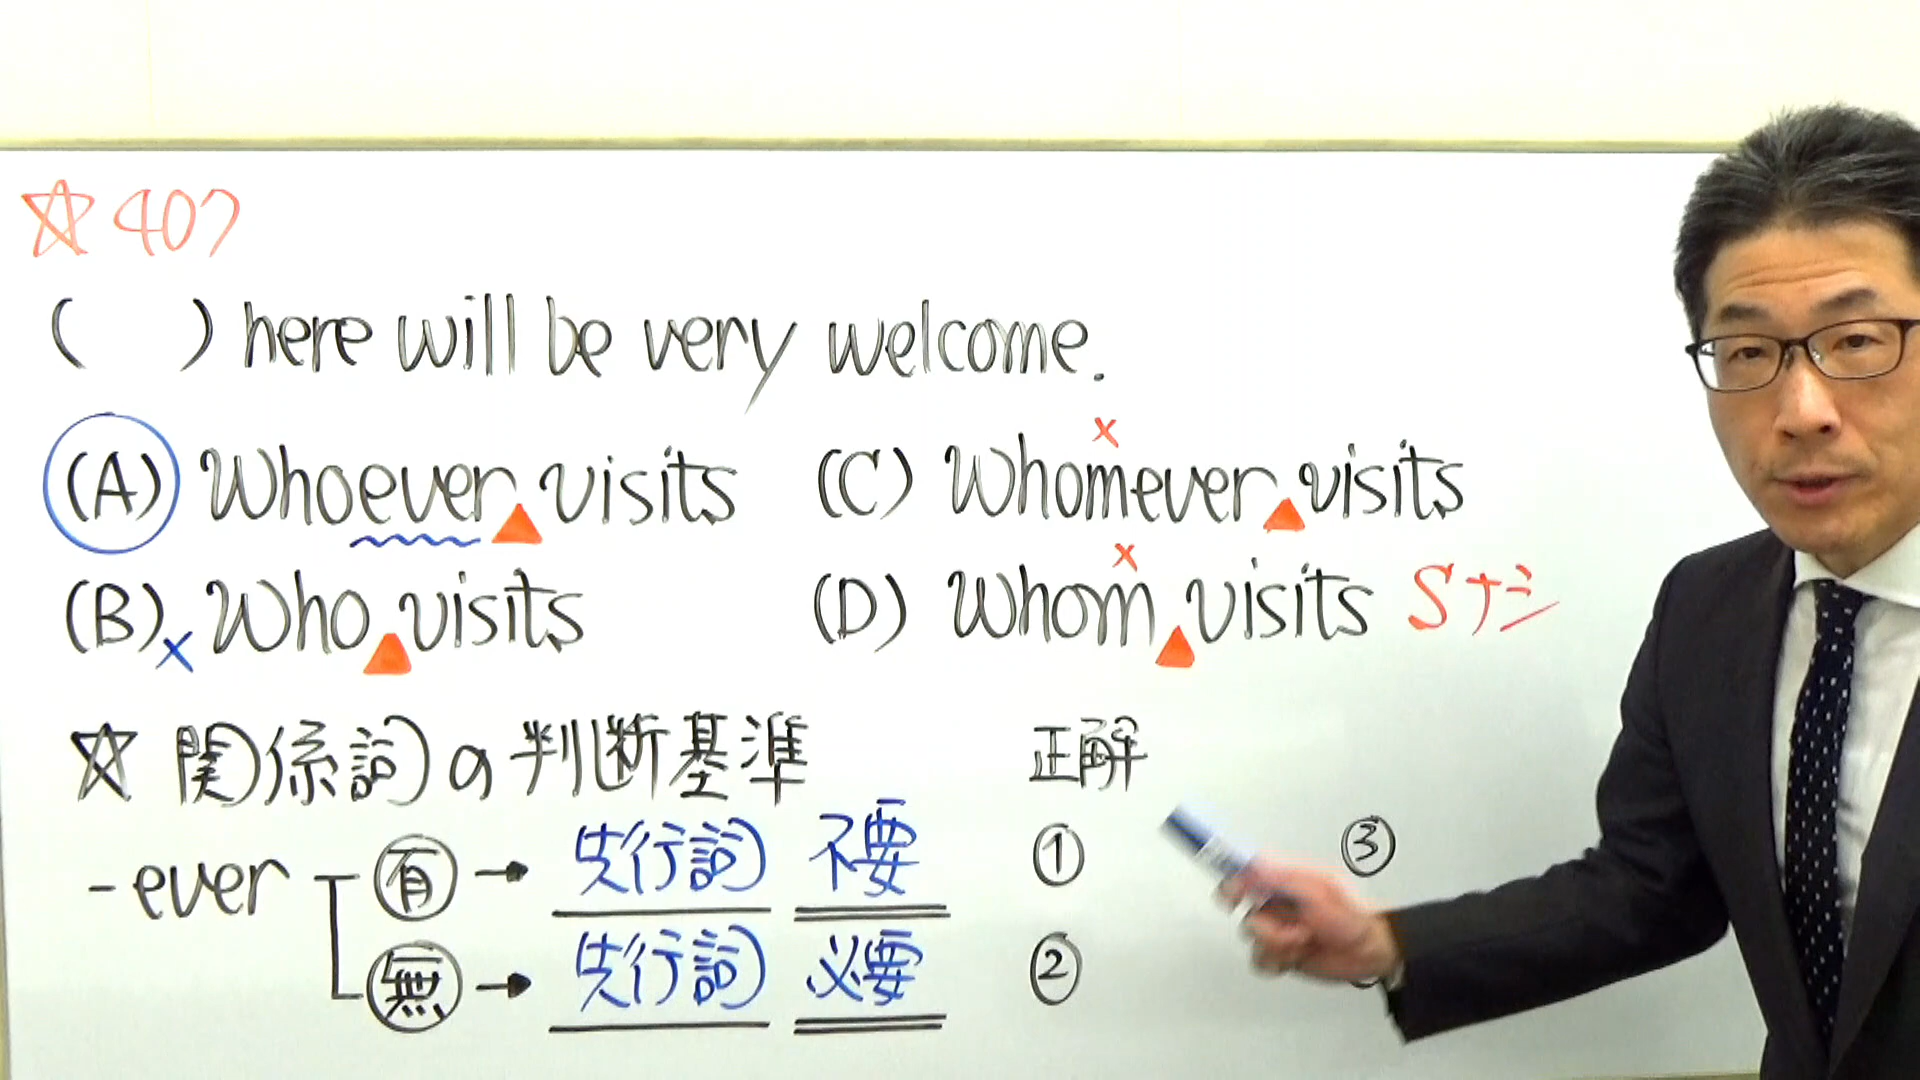 ☆407
( ) here will be very welcome.
(A) Whoever visits
(C) Whomever visits
(B) Who visits
(D) Whom visits Sナシ
☆ 関係詞の判断基準
正解
-ever
有 → 先行詞 不要
無 → 先行詞 必要
①
③
②